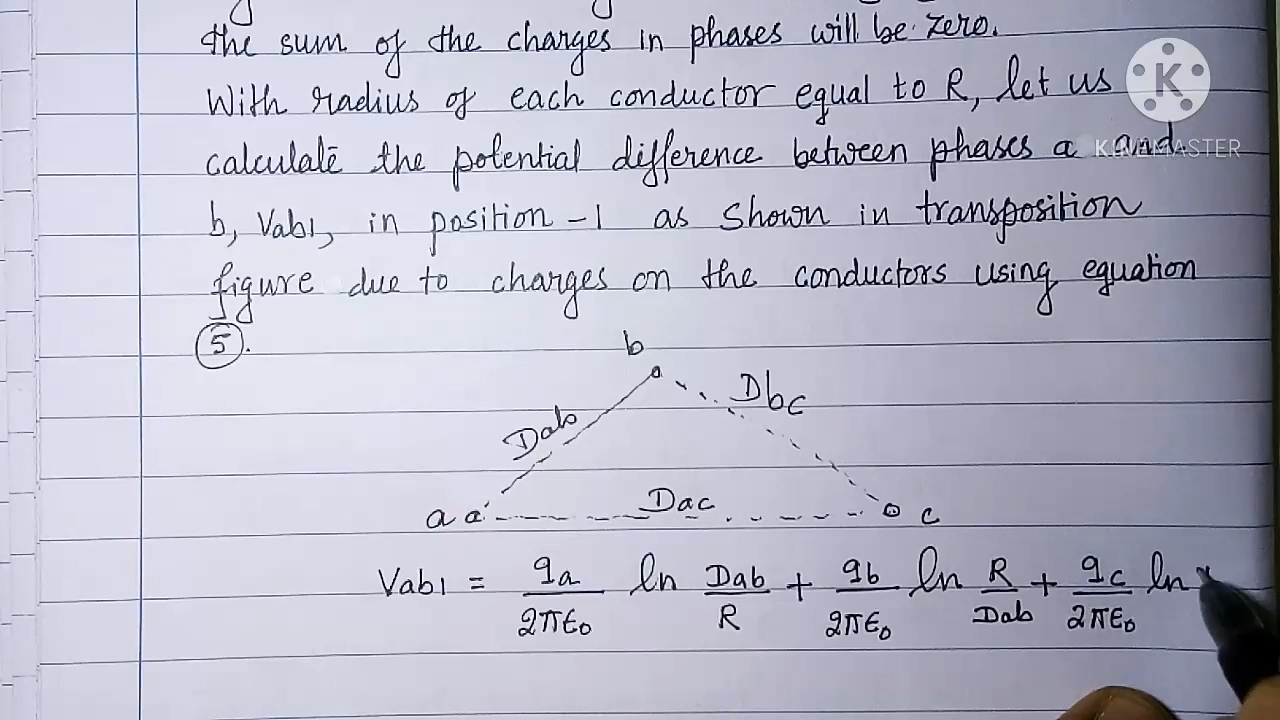 the sum of the charges in phases will be zero.
With radius of each conductor equal to R, let us
calculate the potential difference between phases a and
b, Vab1, in position -1 as shown in transposition
figure due to charges on the conductors using equation
5.
b
Dab
Dbc
a a
Dac
c
Vab1 = qa/2πϵ0 ln Dab/R + qb/2πϵ0 ln R/Dab + qc/2πϵ0 ln
K
KINEMASTER